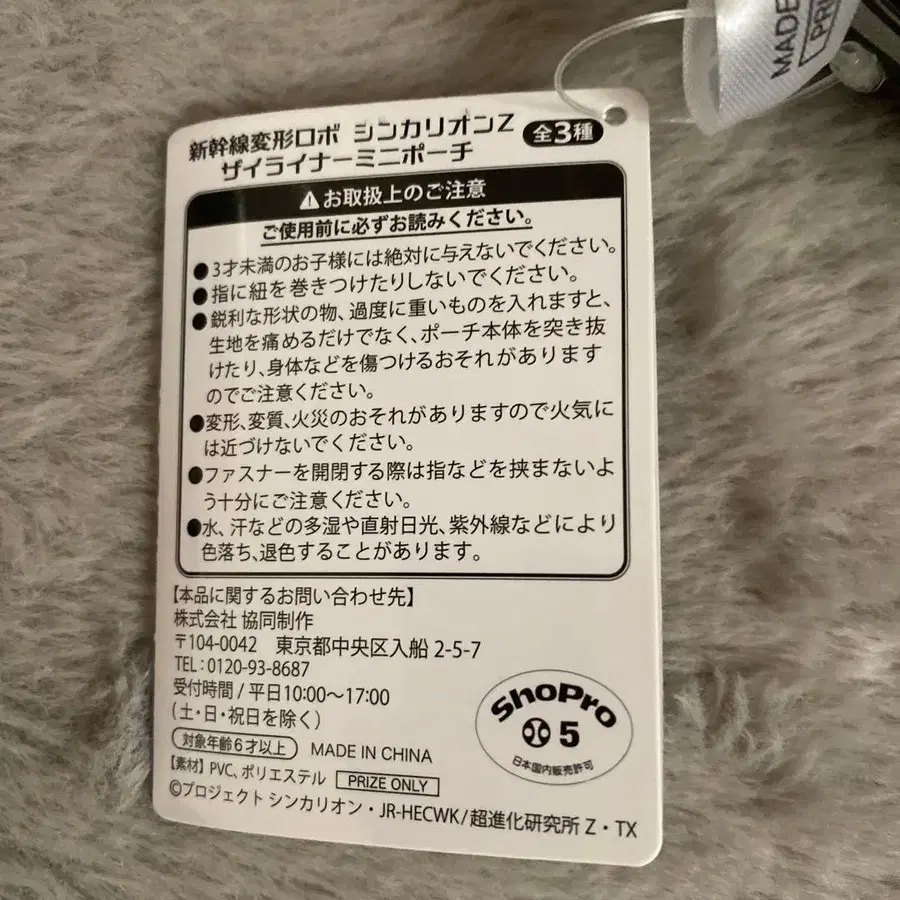 新幹線変形ロボ シンカリオンZ
ザイライナーミニポーチ
全3種
お取扱上のご注意
ご使用前に必ずお読みください。
●3才未満のお子様には絶対に与えないでください。
●指に紐を巻きつけたりしないでください。
●鋭利な形状の物、過度に重いものを入れますと、
生地を痛めるだけでなく、ポーチ本体を突き抜
けたり、身体などを傷つけるおそれがあります
のでご注意ください。
●変形、変質、火災のおそれがありますので火気に
は近づけないでください。
●ファスナーを開閉する際は指などを挟まないよ
う十分にご注意ください。
●水、汗などの多湿や直射日光、紫外線などにより
色落ち、退色することがあります。
【本品に関するお問い合わせ先】
株式会社 協同制作
〒104-0042 東京都中央区入船 2-5-7
TEL:0120-93-8687
受付時間/平日10:00～17:00
(土・日・祝日を除く)
対象年齢6才以上 MADE IN CHINA
【素材】PVC、ポリエステル PRIZE ONLY
©プロジェクト シンカリオン・JR-HECWK/超進化研究所 Z・TX
ShoPro
5
日本国内販売許可
MADE